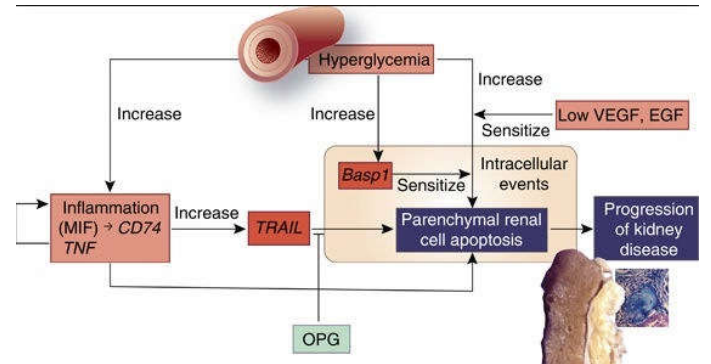 Hyperglycemia
Increase
Increase
Increase
Low VEGF, EGF
Sensitize
Basp1
Sensitize
Intracellular
events
Inflammation
(MIF) → CD74
TNF
Increase
TRAIL
Parenchymal renal
cell apoptosis
Progression
of kidney
disease
OPG